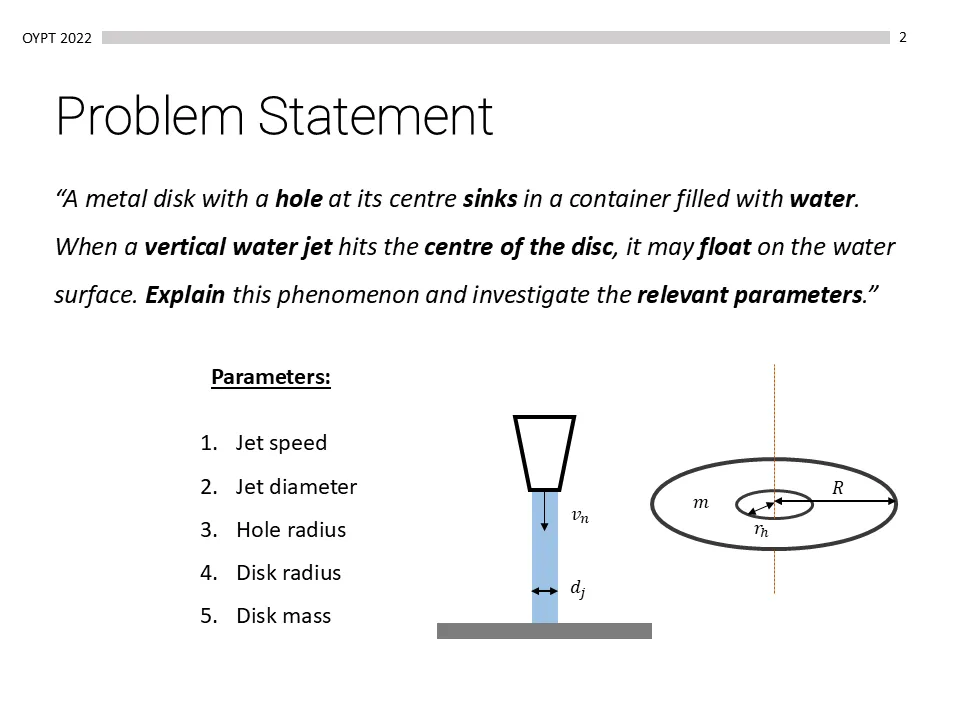 OYPT 2022
2
Problem Statement
“A metal disk with a hole at its centre sinks in a container filled with water.
When a vertical water jet hits the centre of the disc, it may float on the water
surface. Explain this phenomenon and investigate the relevant parameters.”
Parameters:
1. Jet speed
2. Jet diameter
3. Hole radius
4. Disk radius
5. Disk mass
v_n
d_j
m
R
r_h